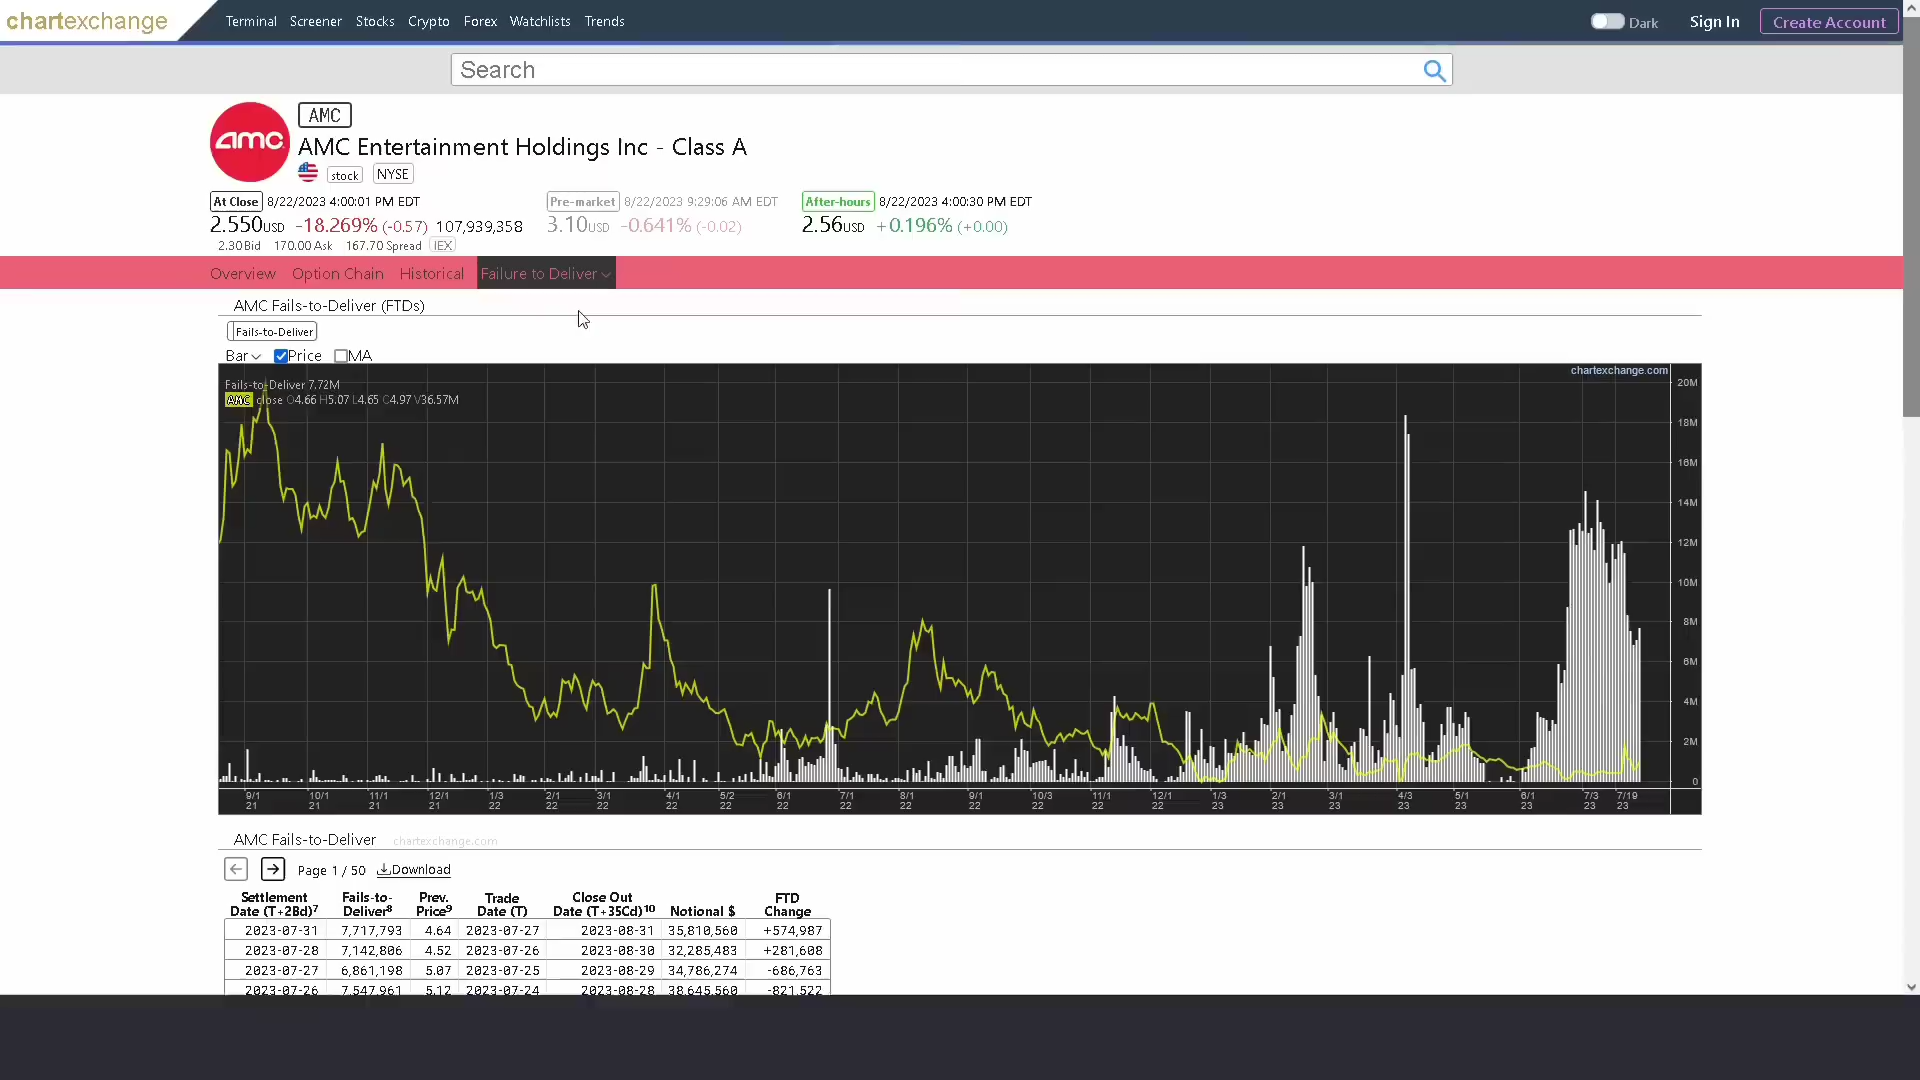 chartexchange Terminal Screener Stocks Crypto Forex Watchlists Trends Dark Sign In Create Account
Search
AMC
amc AMC Entertainment Holdings Inc - Class A
stock NYSE
At Close 8/22/2023 4:00:01 PM EDT Pre-market 8/22/2023 9:29:06 AM EDT After-hours 8/22/2023 4:00:30 PM EDT
2.550USD -18.269% (-0.57) 107,939,358 3.10USD -0.641% (-0.02) 2.56USD +0.196% (+0.00)
2.30 Bid 170.00 Ask 167.70 Spread IEX
Overview Option Chain Historical Failure to Deliver
AMC Fails-to-Deliver (FTDs)
Fails-to-Deliver
Bar Price MA
chartexchange.com
Fails-to-Deliver 7.72M
AMC close O4.66 H5.07 L4.65 C4.97 V36.57M
20M
18M
16M
14M
12M
10M
8M
6M
4M
2M
0
9/1 10/1 11/1 12/1 1/3 2/1 3/1 4/1 5/2 6/1 7/1 8/1 9/1 10/3 11/1 12/1 1/3 2/1 3/1 4/3 5/1 6/1 7/3 7/19
21 21 21 21 22 22 22 22 22 22 22 22 22 22 22 22 23 23 23 23 23 23 23 23
AMC Fails-to-Deliver chartexchange.com
Page 1 / 50 Download
Settlement Fails-to- Prev. Trade Close Out FTD
Date (T+2Bd)7 Deliver8 Price9 Date (T) Date (T+35Cd)10 Notional $ Change
2023-07-31 7,717,793 4.64 2023-07-27 2023-08-31 35,810,560 +574,987
2023-07-28 7,142,806 4.52 2023-07-26 2023-08-30 32,285,483 +281,608
2023-07-27 6,861,198 5.07 2023-07-25 2023-08-29 34,786,274 -686,763
2023-07-26 7,547,961 5.12 2023-07-24 2023-08-28 38,645,560 -821,522